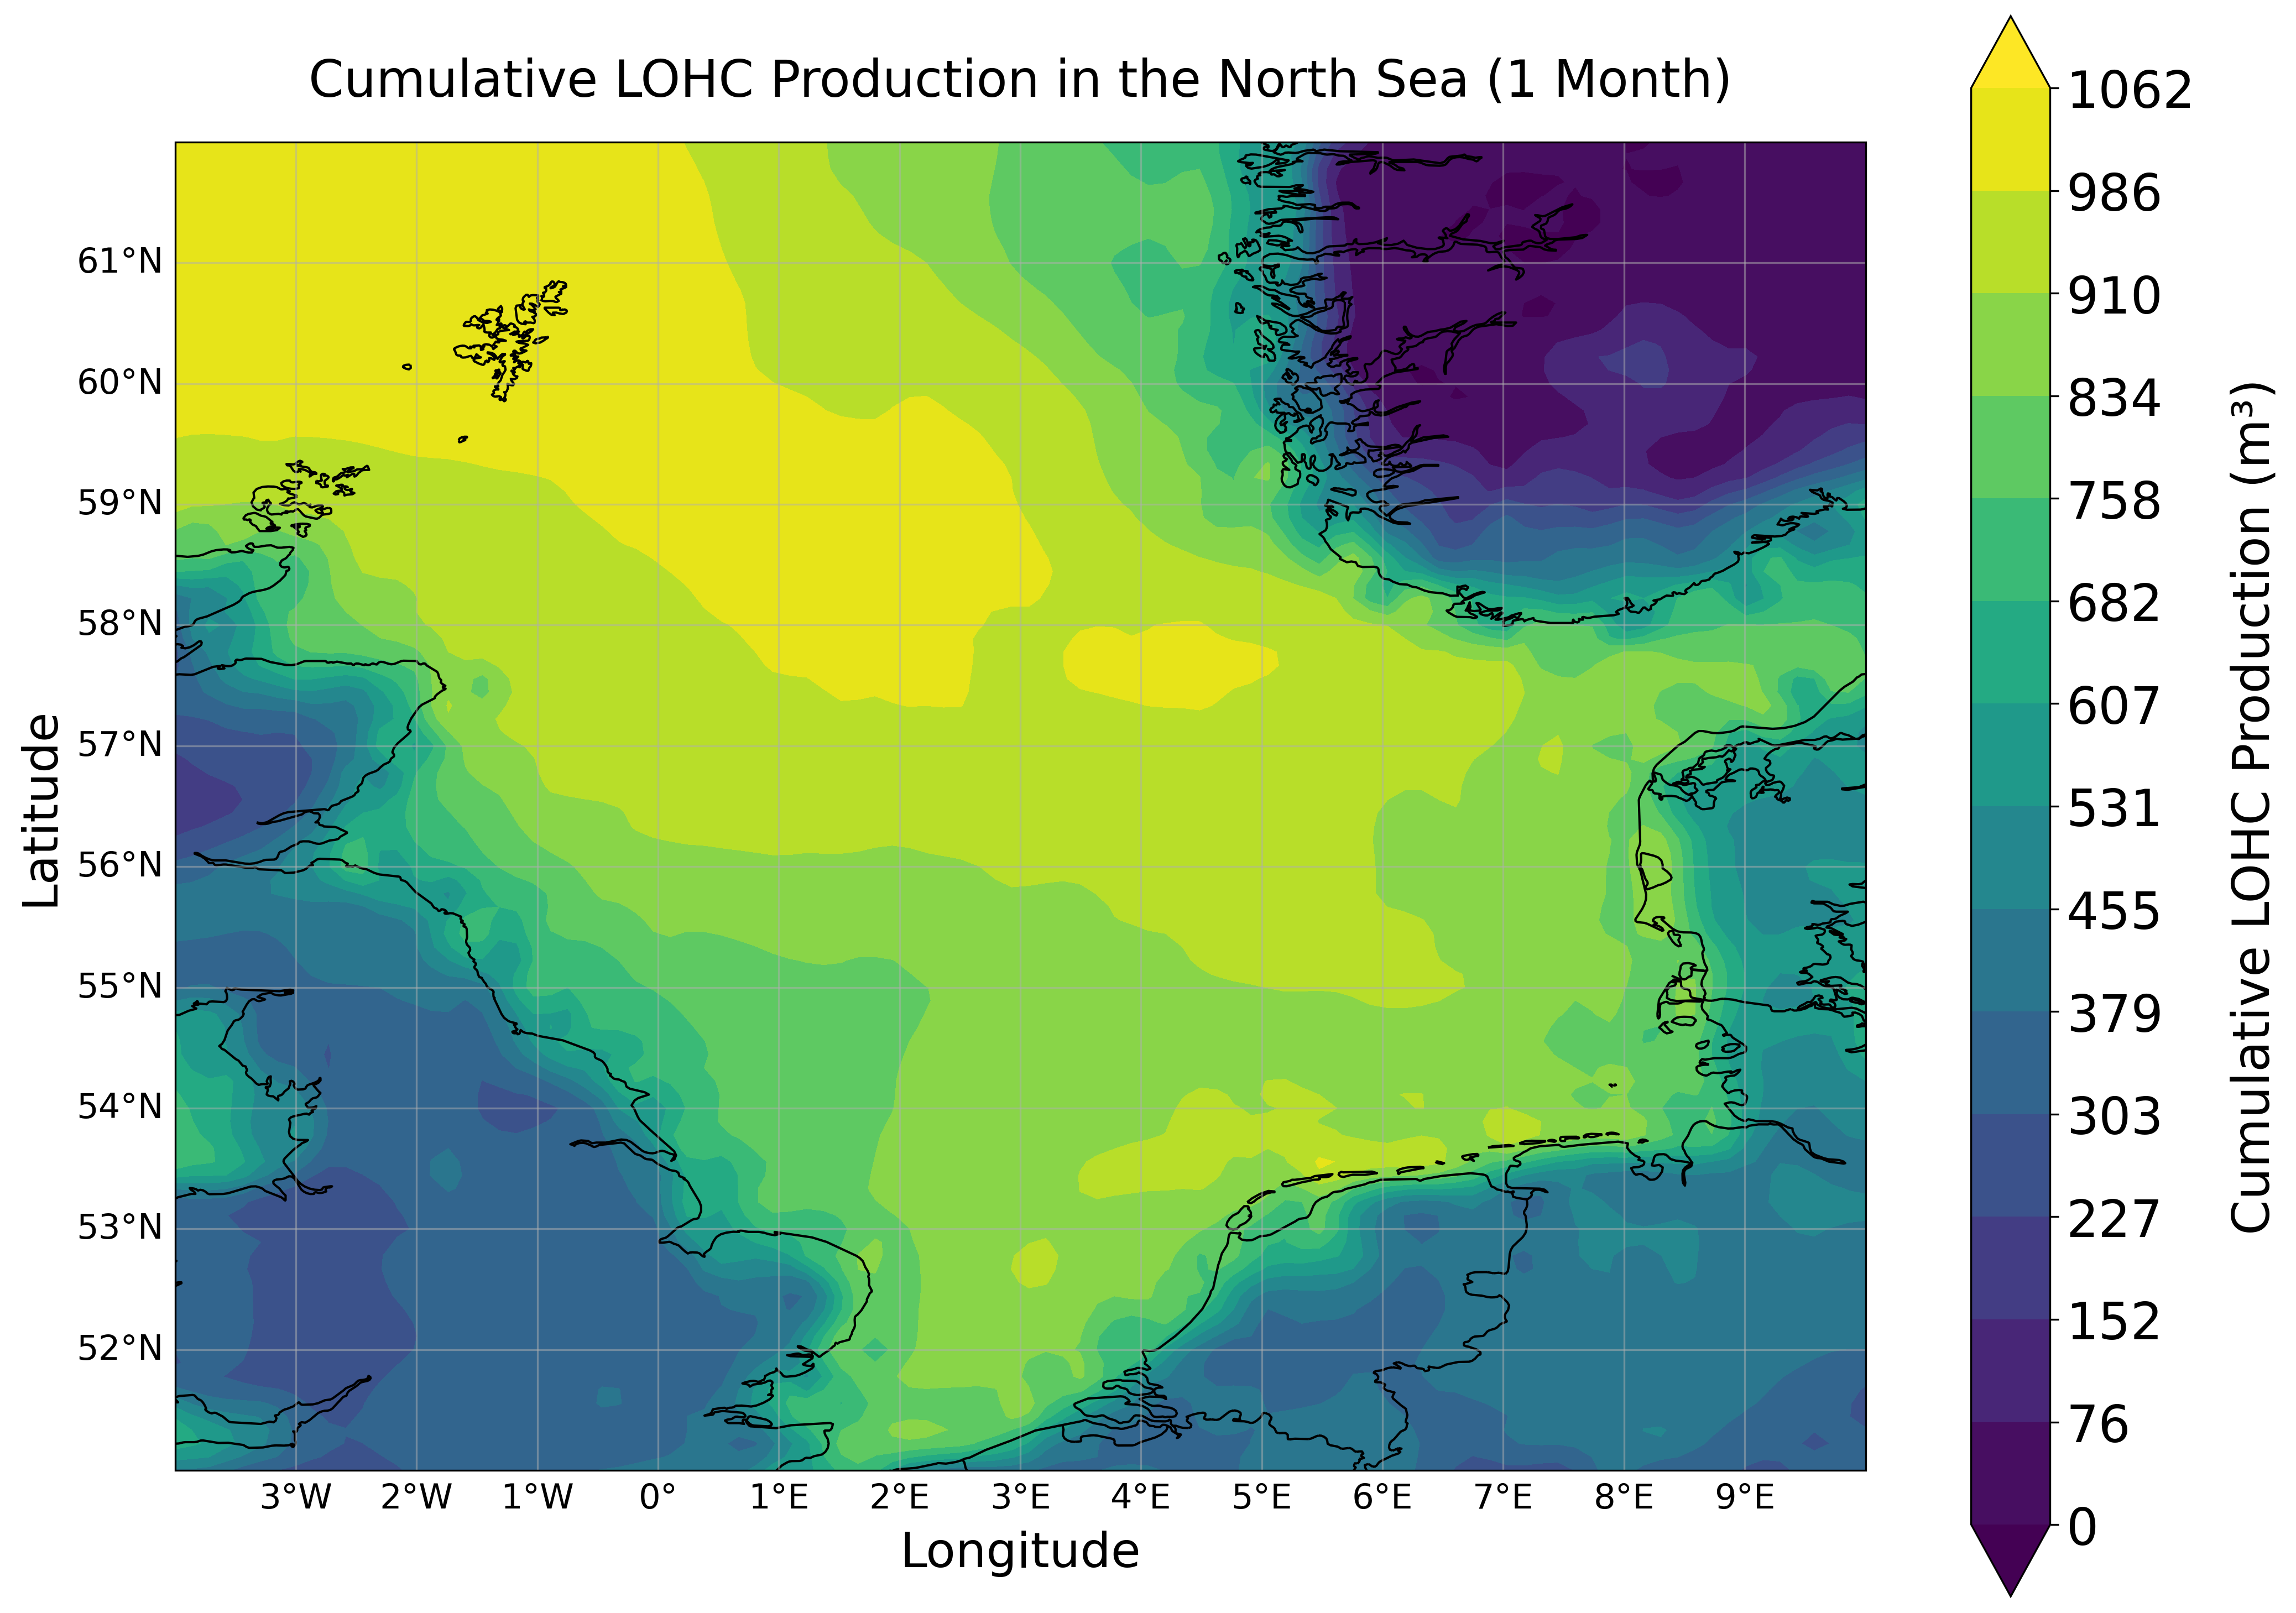 Cumulative LOHC Production in the North Sea (1 Month)
61°N
60°N
59°N
58°N
57°N
56°N
55°N
54°N
53°N
52°N
Latitude
3°W 2°W 1°W 0° 1°E 2°E 3°E 4°E 5°E 6°E 7°E 8°E 9°E
Longitude
1062
986
910
834
758
682
607
531
455
379
303
227
152
76
0
Cumulative LOHC Production (m³)